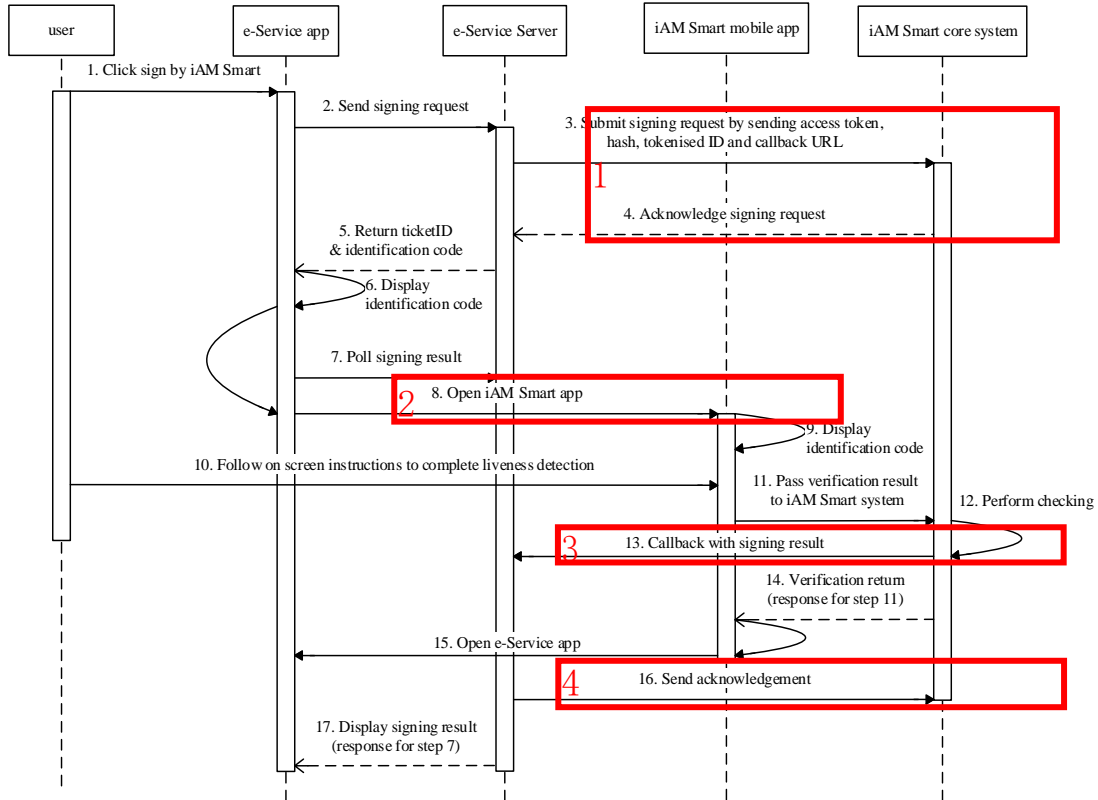 user
e-Service app
e-Service Server
iAM Smart mobile app
iAM Smart core system
1. Click sign by iAM Smart
2. Send signing request
3. Submit signing request by sending access token,
hash, tokenised ID and callback URL
1
4. Acknowledge signing request
5. Return ticketID
& identification code
6. Display
identification code
7. Poll signing result
2
8. Open iAM Smart app
9. Display
identification code
10. Follow on screen instructions to complete liveness detection
11. Pass verification result
to iAM Smart system
12. Perform checking
3
13. Callback with signing result
14. Verification return
(response for step 11)
15. Open e-Service app
4
16. Send acknowledgement
17. Display signing result
(response for step 7)